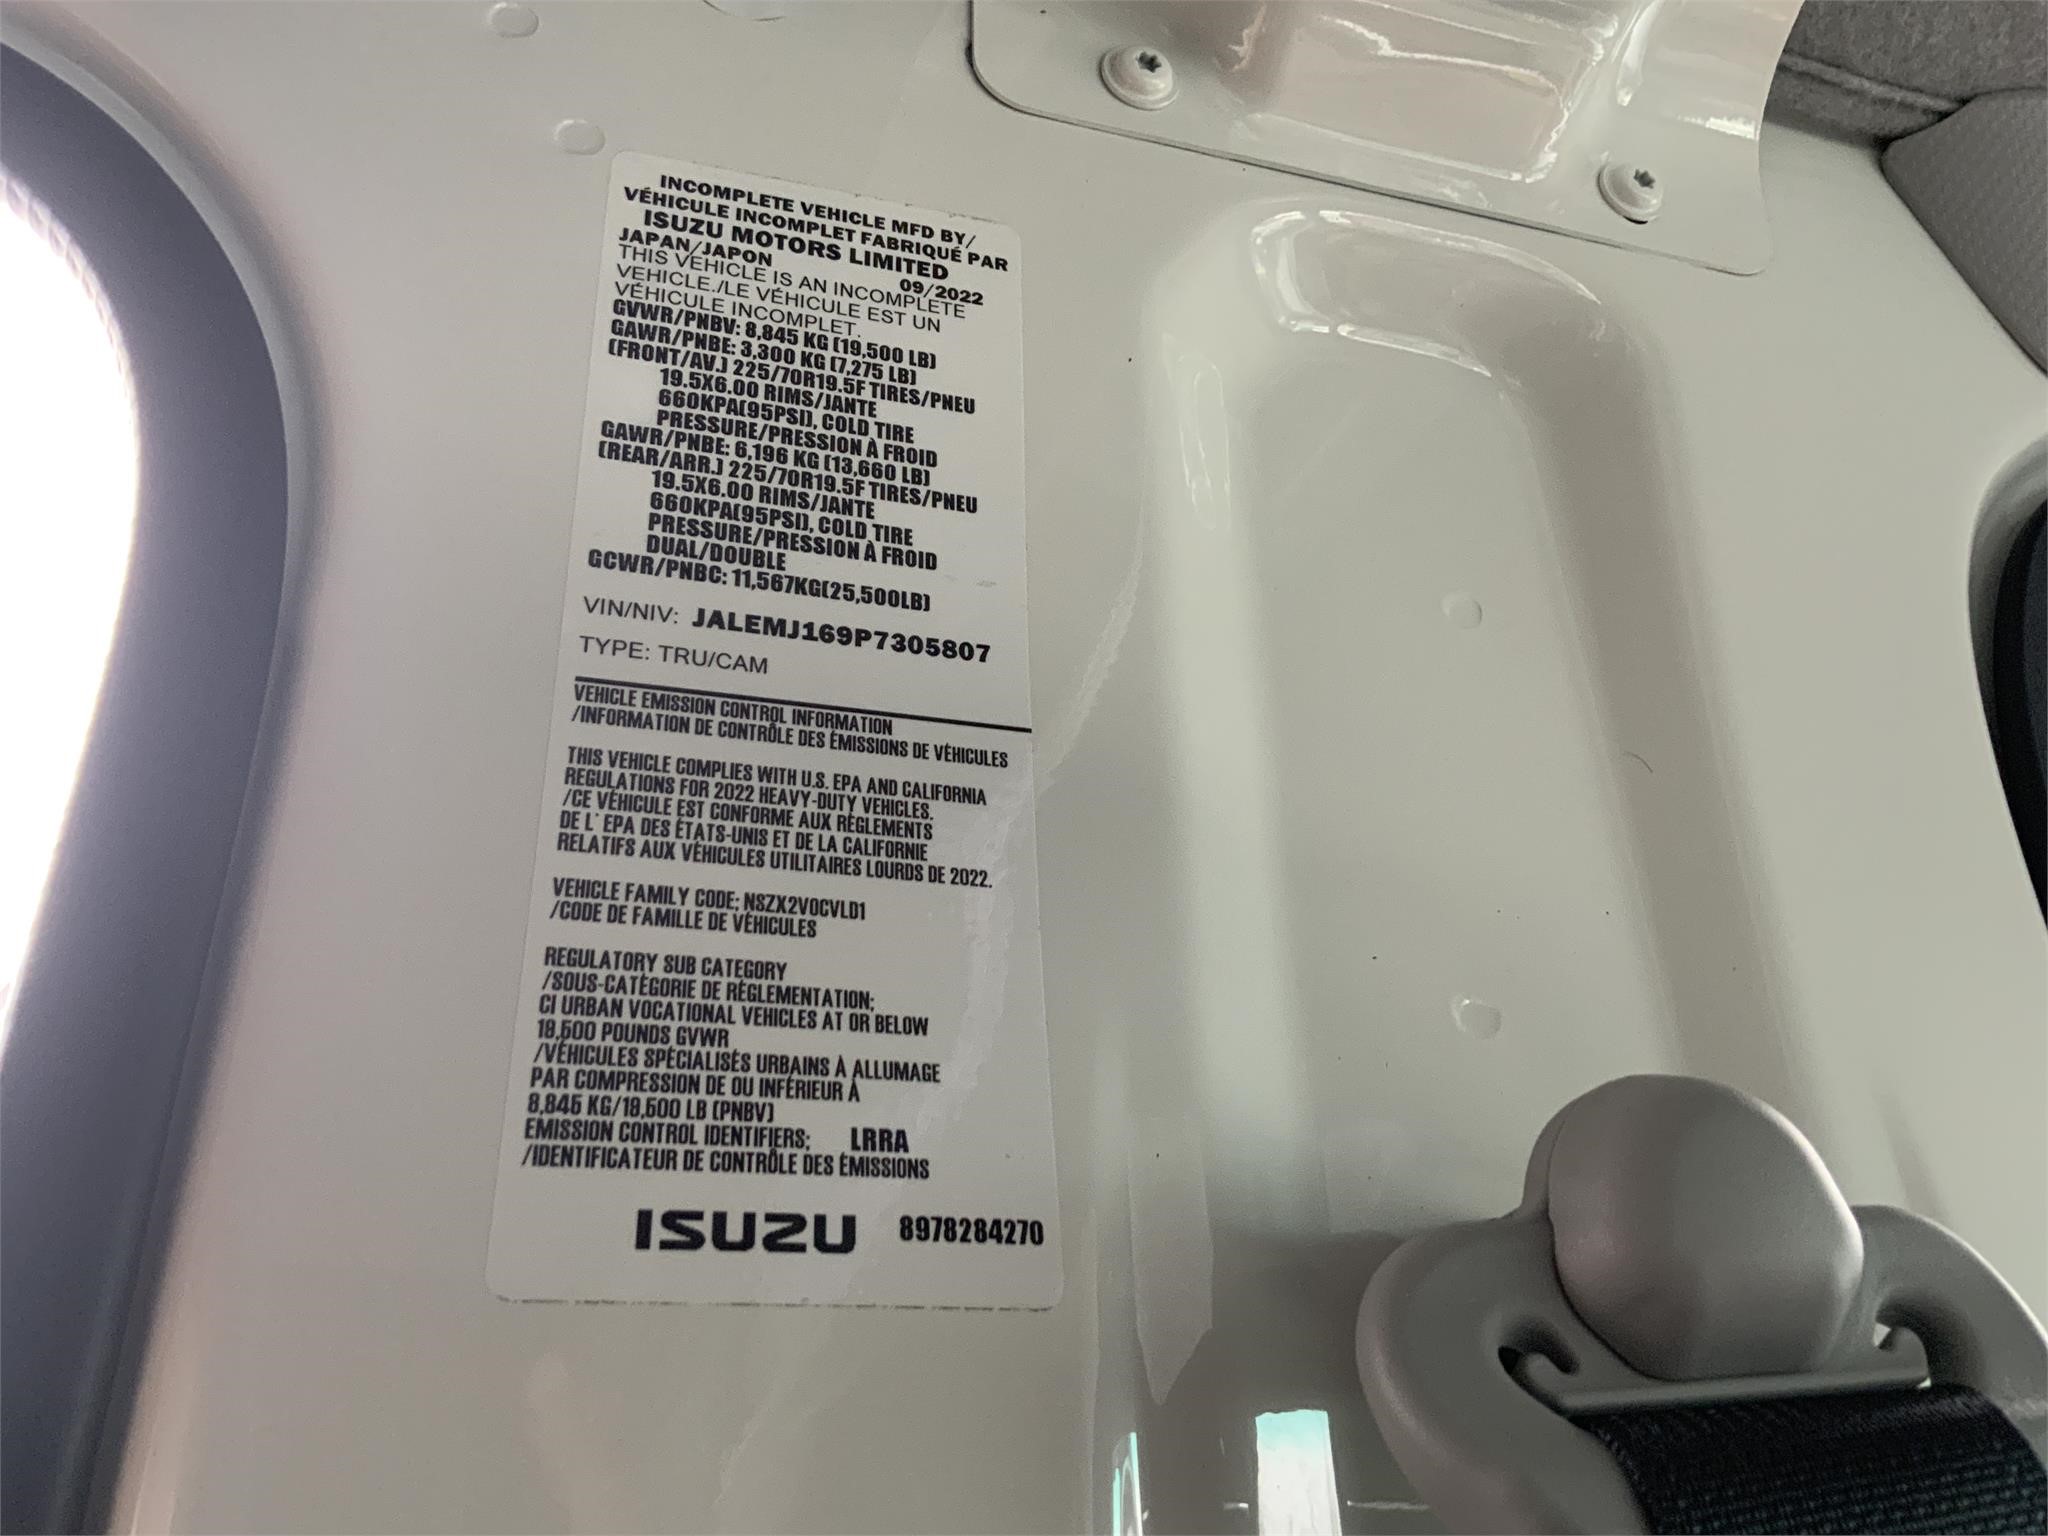 INCOMPLETE VEHICLE MFD BY/
VÉHICULE INCOMPLET FABRIQUÉ PAR
ISUZU MOTORS LIMITED
JAPAN/JAPON 09/2022
THIS VEHICLE IS AN INCOMPLETE
VEHICLE./LE VÉHICULE EST UN
VÉHICULE INCOMPLET.
GVWR/PNBV: 8,845 KG (19,500 LB)
GAWR/PNBE: 3,300 KG (7,275 LB)
(FRONT/AV.) 225/70R19.5F TIRES/PNEU
19.5X6.00 RIMS/JANTE
660KPA(95PSI), COLD TIRE
PRESSURE/PRESSION À FROID
GAWR/PNBE: 6,196 KG (13,660 LB)
(REAR/ARR.) 225/70R19.5F TIRES/PNEU
19.5X6.00 RIMS/JANTE
660KPA(95PSI), COLD TIRE
PRESSURE/PRESSION À FROID
DUAL/DOUBLE
GCWR/PNBC: 11,567KG(25,500LB)
VIN/NIV: JALEMJ169P7305807
TYPE: TRU/CAM
VEHICLE EMISSION CONTROL INFORMATION
/INFORMATION DE CONTRÔLE DES ÉMISSIONS DE VÉHICULES
THIS VEHICLE COMPLIES WITH U.S. EPA AND CALIFORNIA
REGULATIONS FOR 2022 HEAVY-DUTY VEHICLES.
/CE VÉHICULE EST CONFORME AUX RÈGLEMENTS
DE L' EPA DES ÉTATS-UNIS ET DE LA CALIFORNIE
RELATIFS AUX VÉHICULES UTILITAIRES LOURDS DE 2022.
VEHICLE FAMILY CODE: NSZX2VOCVLD1
/CODE DE FAMILLE DE VÉHICULES
REGULATORY SUB CATEGORY
/SOUS-CATÉGORIE DE RÉGLEMENTATION;
CI URBAN VOCATIONAL VEHICLES AT OR BELOW
19,500 POUNDS GVWR
/VÉHICULES SPÉCIALISÉS URBAINS À ALLUMAGE
PAR COMPRESSION DE OU INFÉRIEUR À
8,845 KG/19,500 LB (PNBV)
EMISSION CONTROL IDENTIFIERS; LRRA
/IDENTIFICATEUR DE CONTRÔLE DES ÉMISSIONS
ISUZU 8978284270